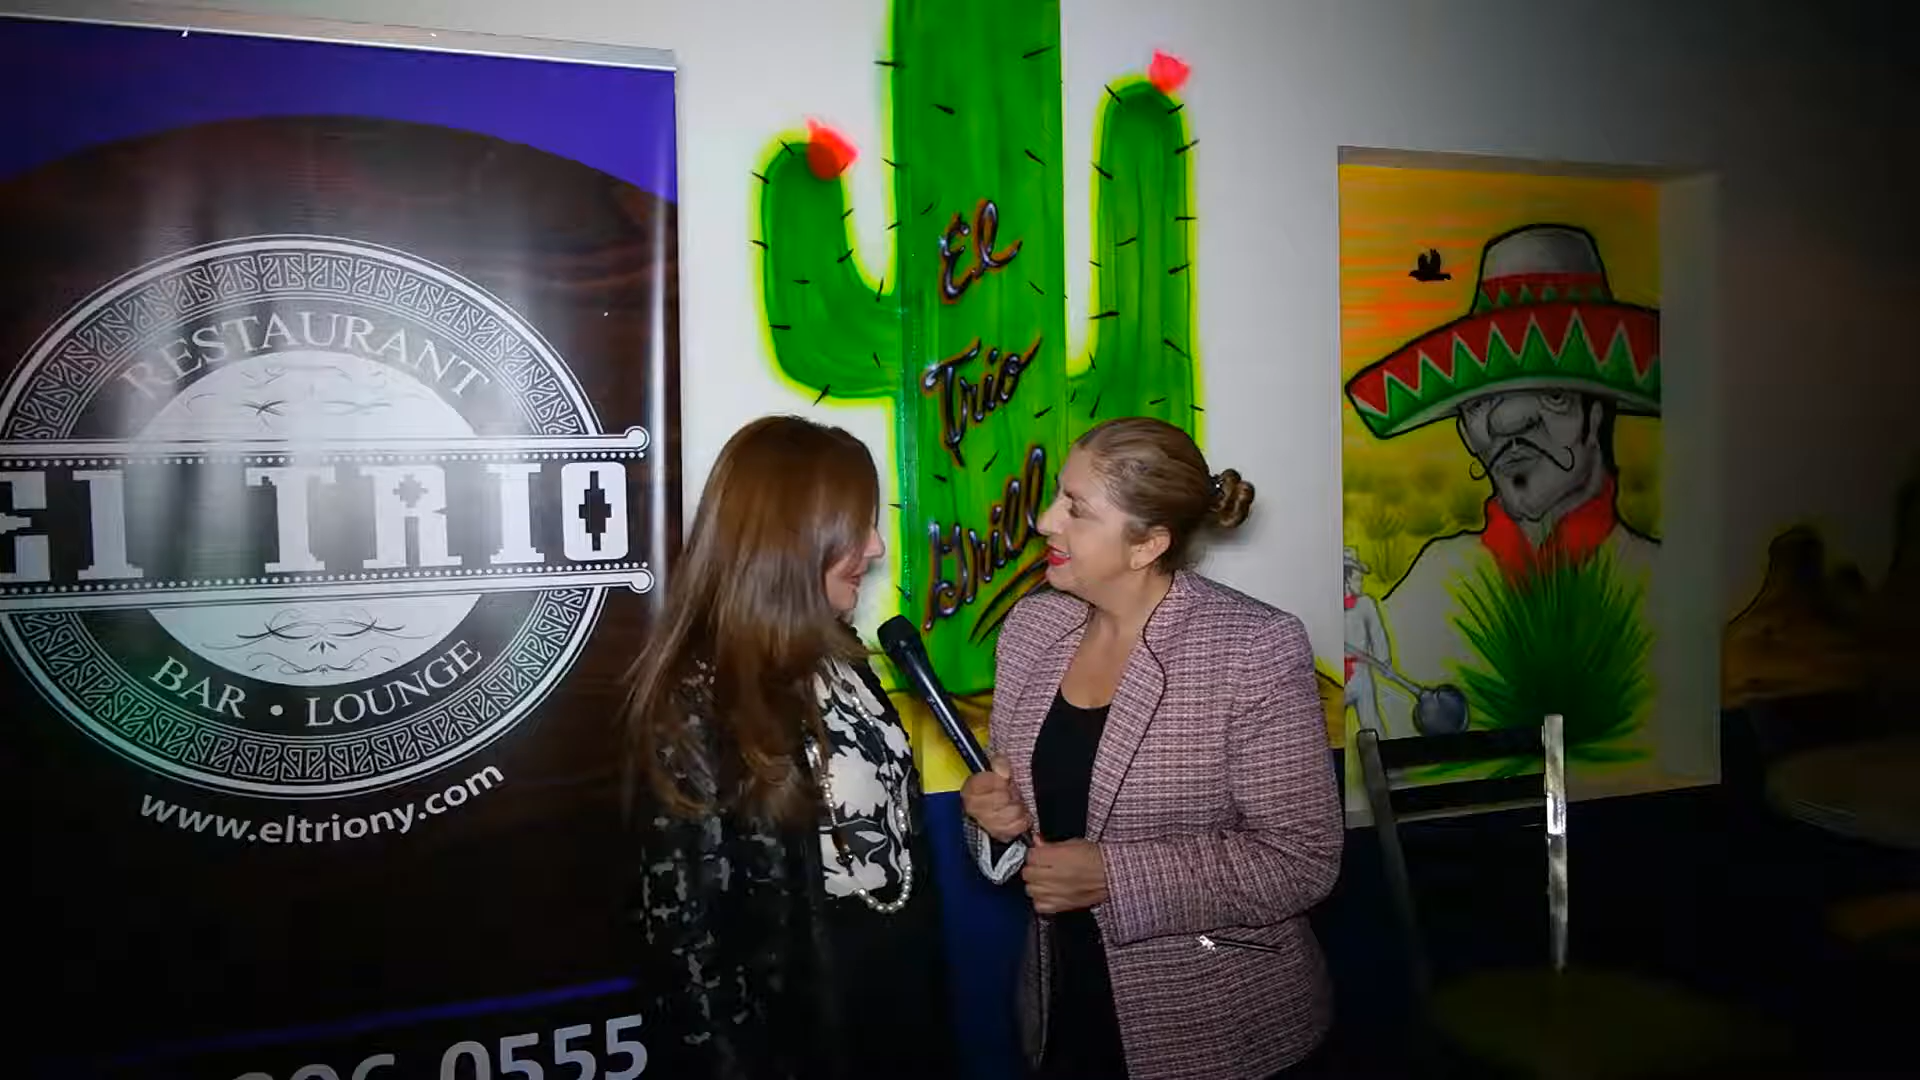 RESTAURANT
EL TRIO
BAR • LOUNGE
www.eltriony.com
0555
El
Trio
Grill